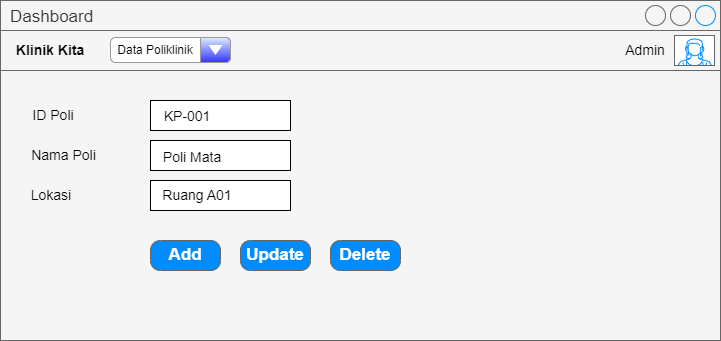 Dashboard
Klinik Kita Data Poliklinik Admin
ID Poli KP-001
Nama Poli Poli Mata
Lokasi Ruang A01
Add Update Delete